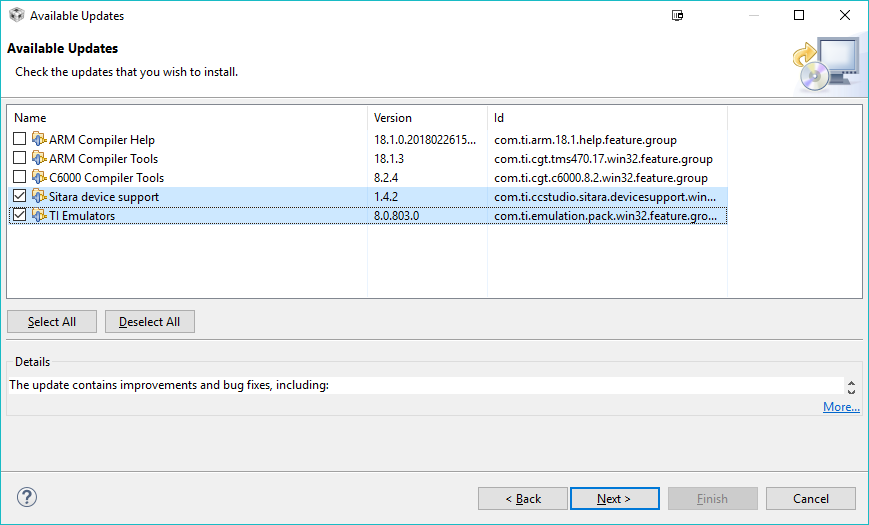 Available Updates
Available Updates
Check the updates that you wish to install.
Name Version Id
ARM Compiler Help 18.1.0.2018022615... com.ti.arm.18.1.help.feature.group
ARM Compiler Tools 18.1.3 com.ti.cgt.tms470.17.win32.feature.group
C6000 Compiler Tools 8.2.4 com.ti.cgt.c6000.8.2.win32.feature.group
Sitara device support 1.4.2 com.ti.ccstudio.sitara.devicesupport.win...
TI Emulators 8.0.803.0 com.ti.emulation.pack.win32.feature.gro...
Select All Deselect All
Details
The update contains improvements and bug fixes, including:
More...
? < Back Next > Finish Cancel